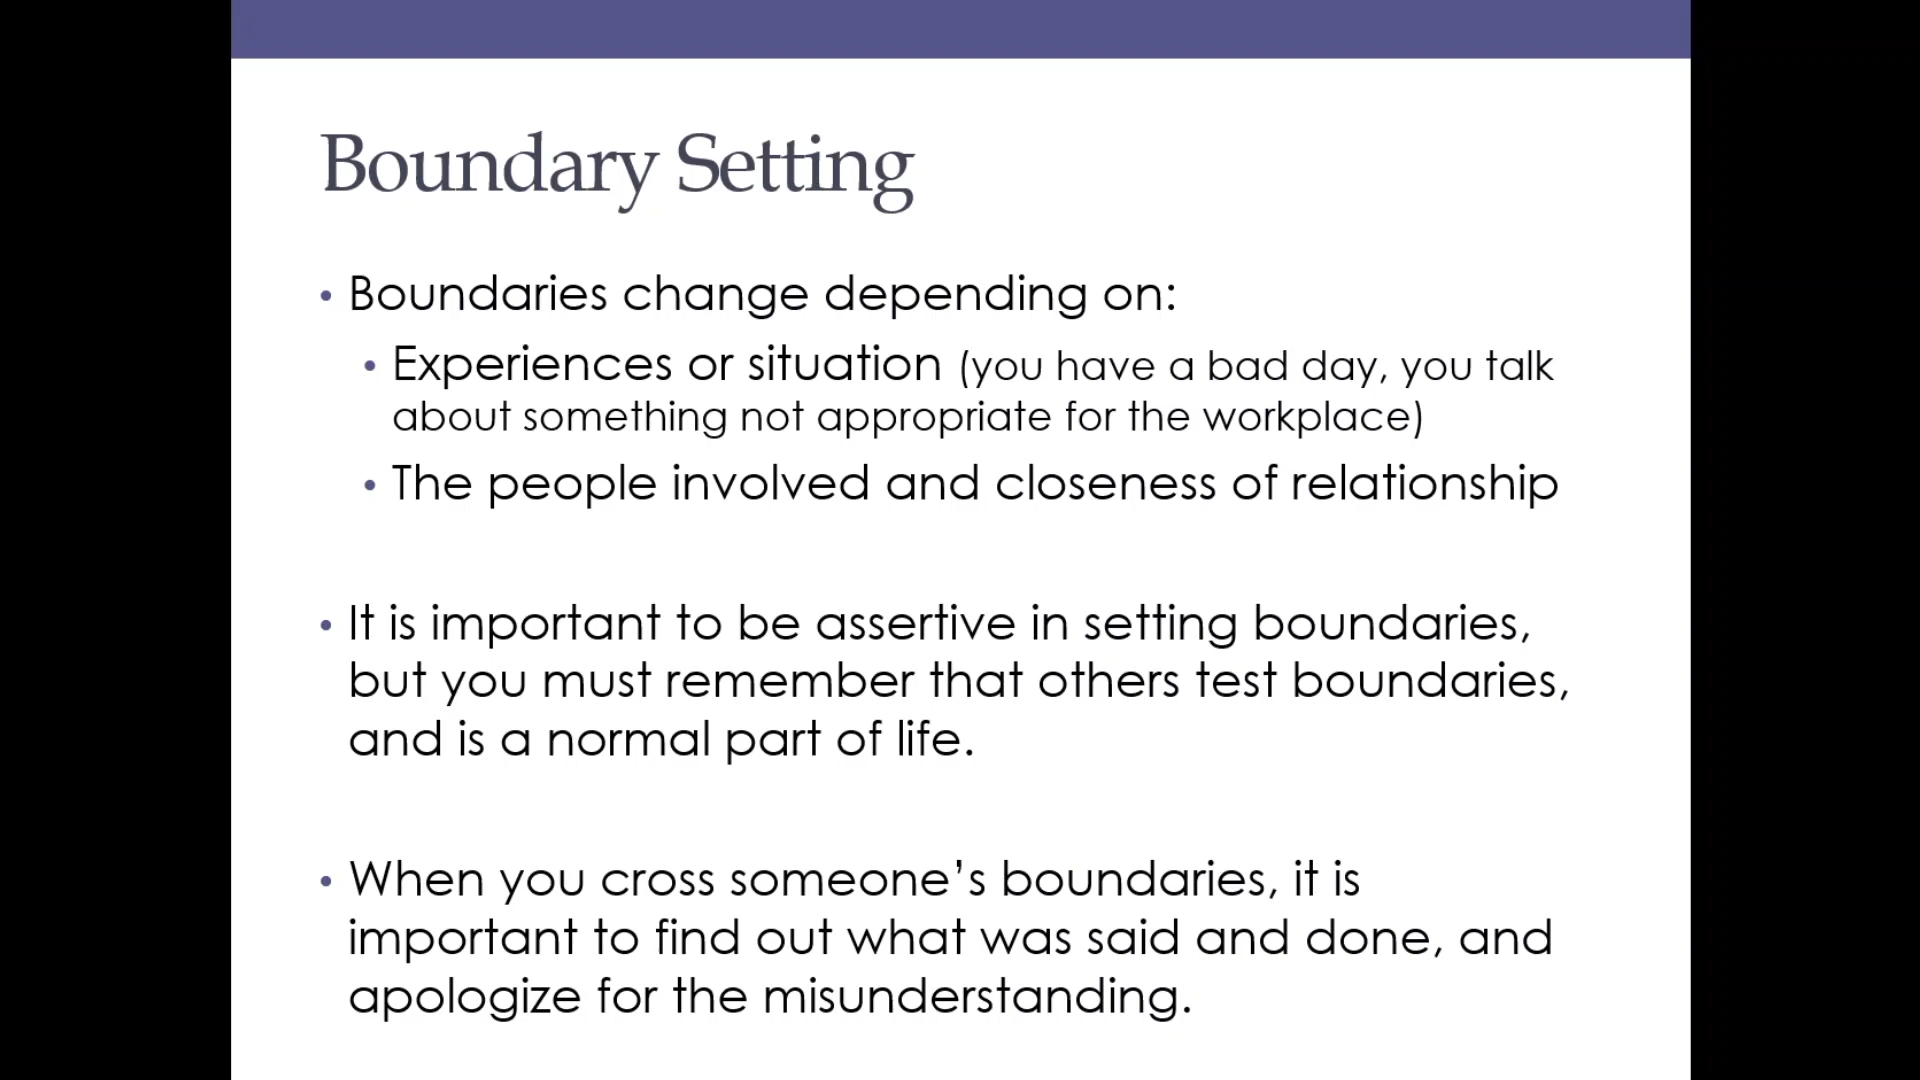 Boundary Setting
• Boundaries change depending on:
• Experiences or situation (you have a bad day, you talk
about something not appropriate for the workplace)
• The people involved and closeness of relationship
• It is important to be assertive in setting boundaries,
but you must remember that others test boundaries,
and is a normal part of life.
• When you cross someone’s boundaries, it is
important to find out what was said and done, and
apologize for the misunderstanding.